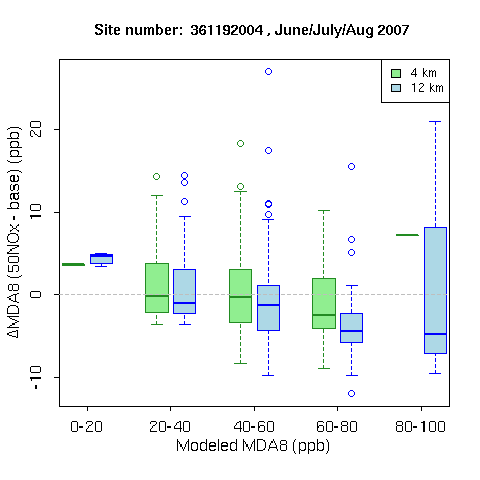 Site number: 361192004 , June/July/Aug 2007
4 km
12 km
ΔMDA8 (50NOx - base) (ppb)
20
10
0
-10
0-20 20-40 40-60 60-80 80-100
Modeled MDA8 (ppb)